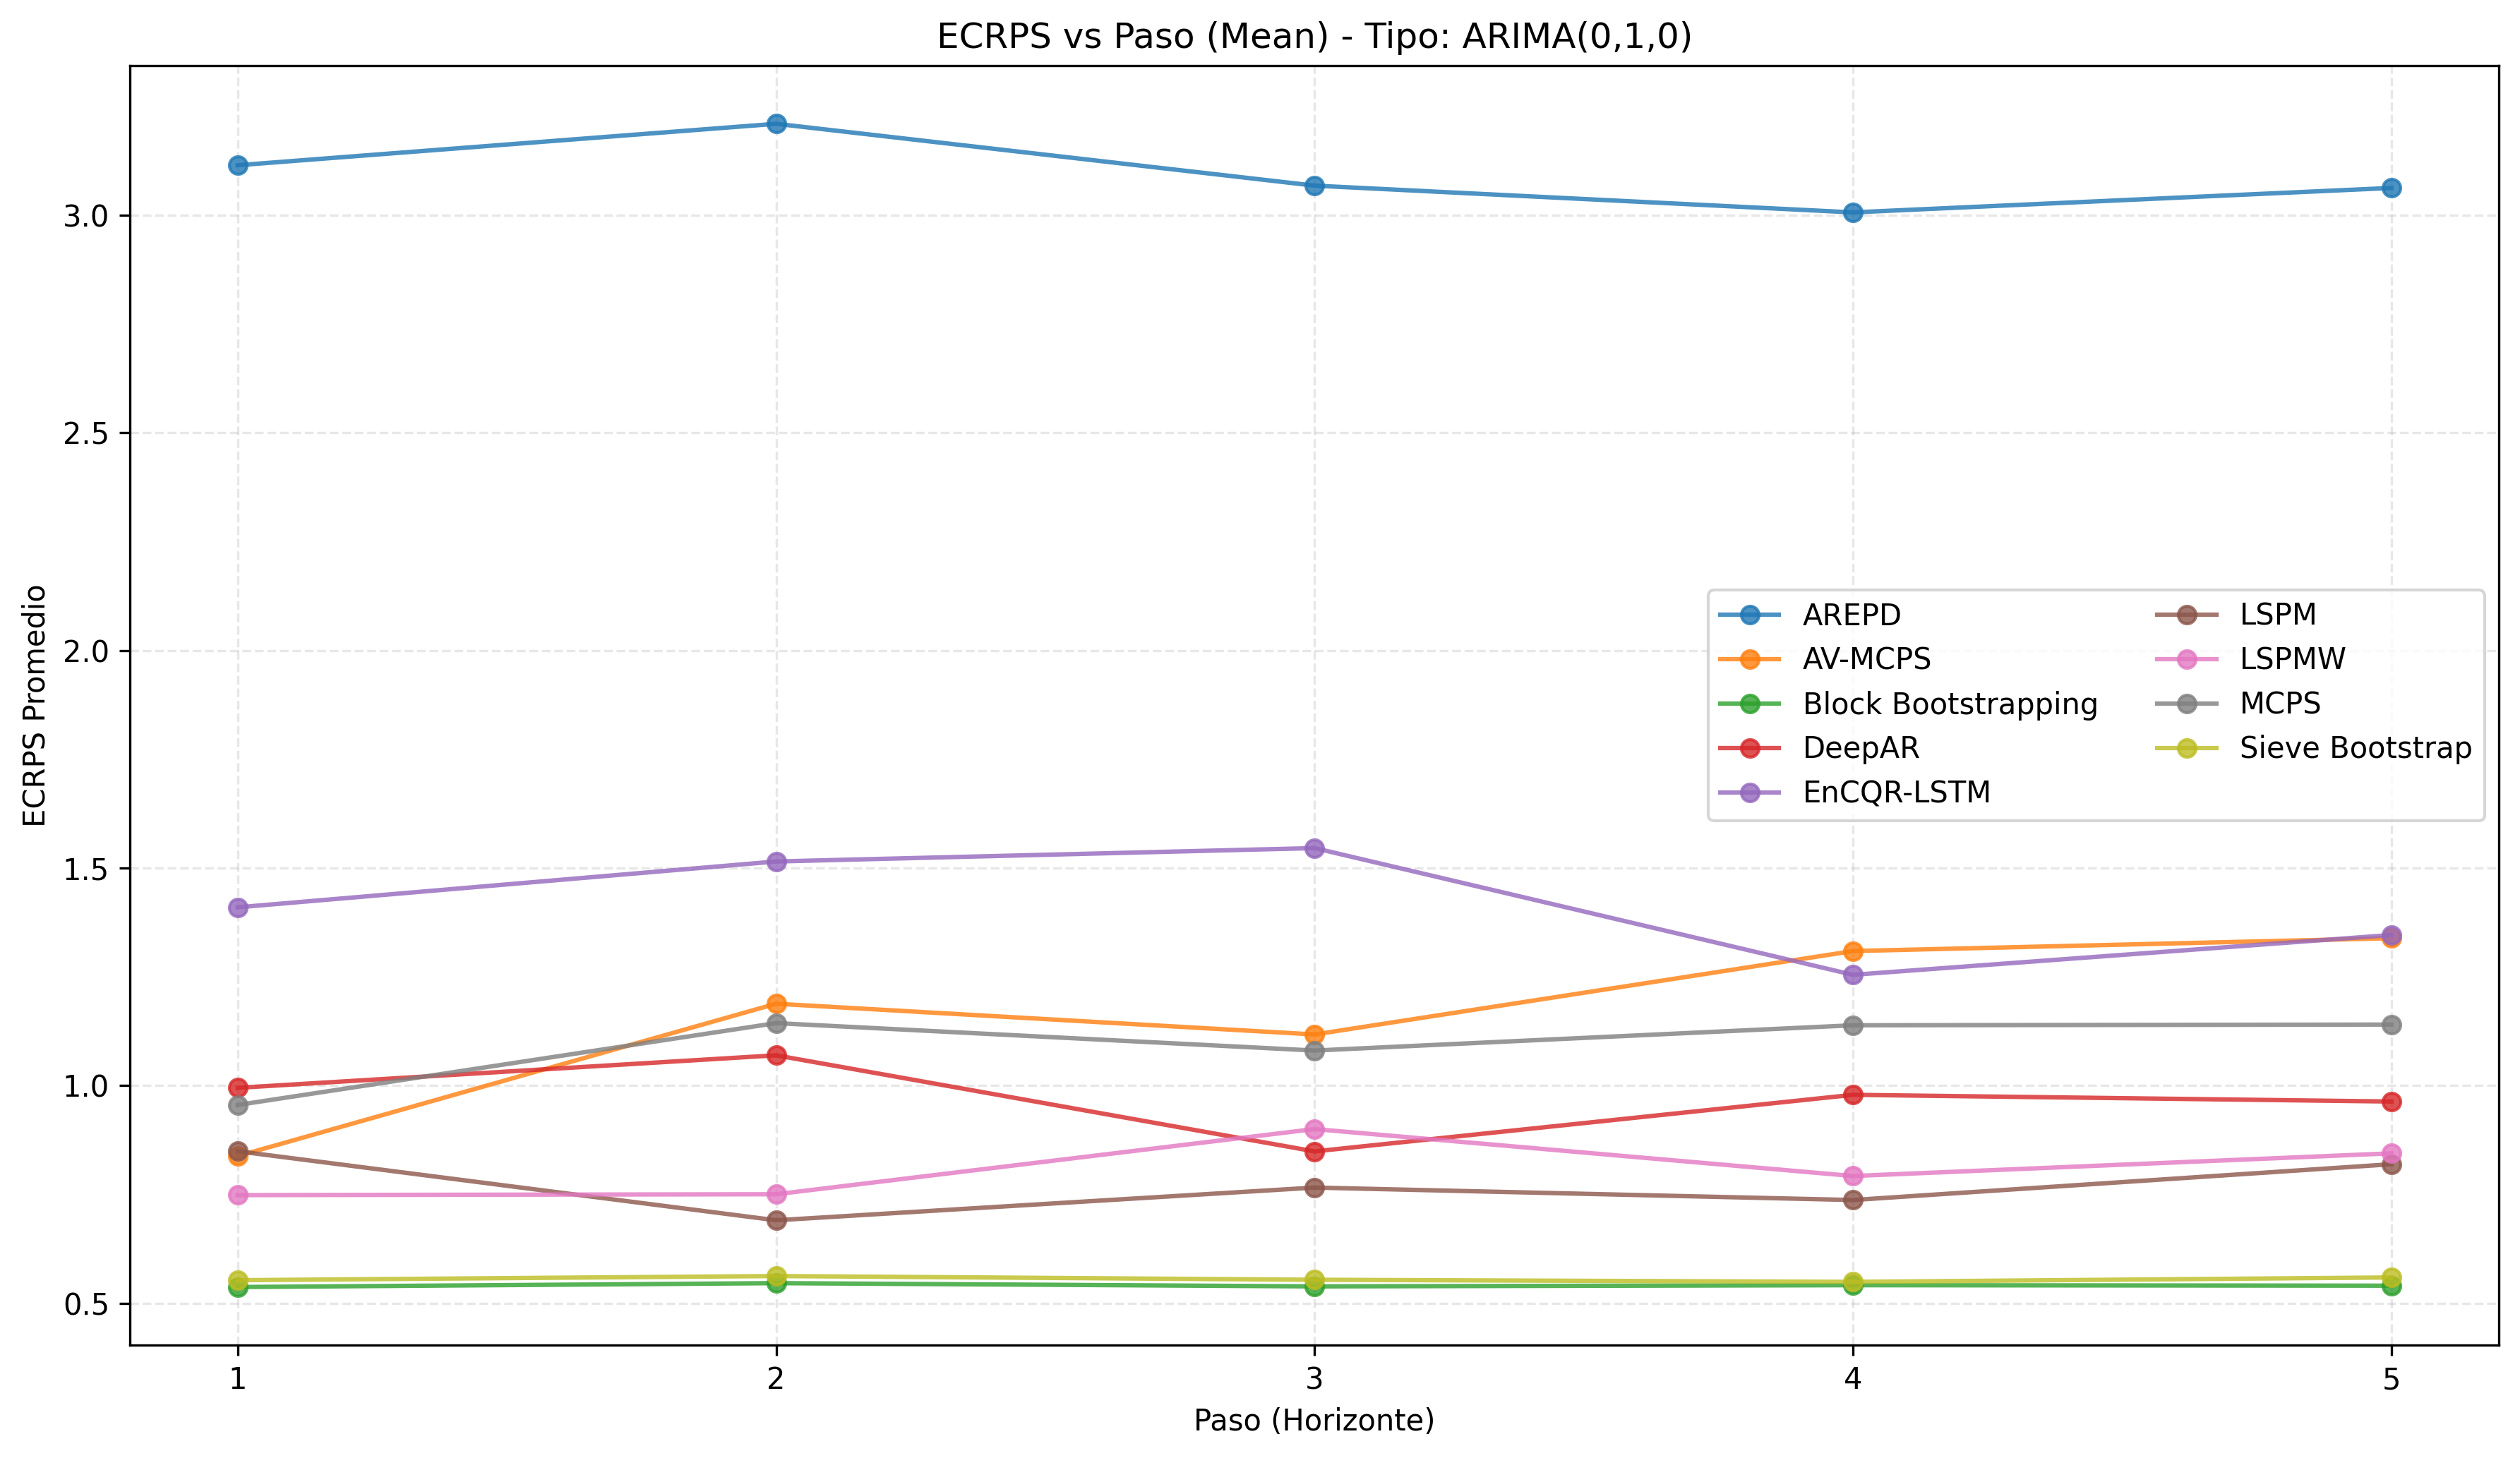 ECRPS vs Paso (Mean) - Tipo: ARIMA(0,1,0)
ECRPS Promedio
3.0
2.5
2.0
1.5
1.0
0.5
AREPD
AV-MCPS
Block Bootstrapping
DeepAR
EnCQR-LSTM
LSPM
LSPMW
MCPS
Sieve Bootstrap
1 2 3 4 5
Paso (Horizonte)